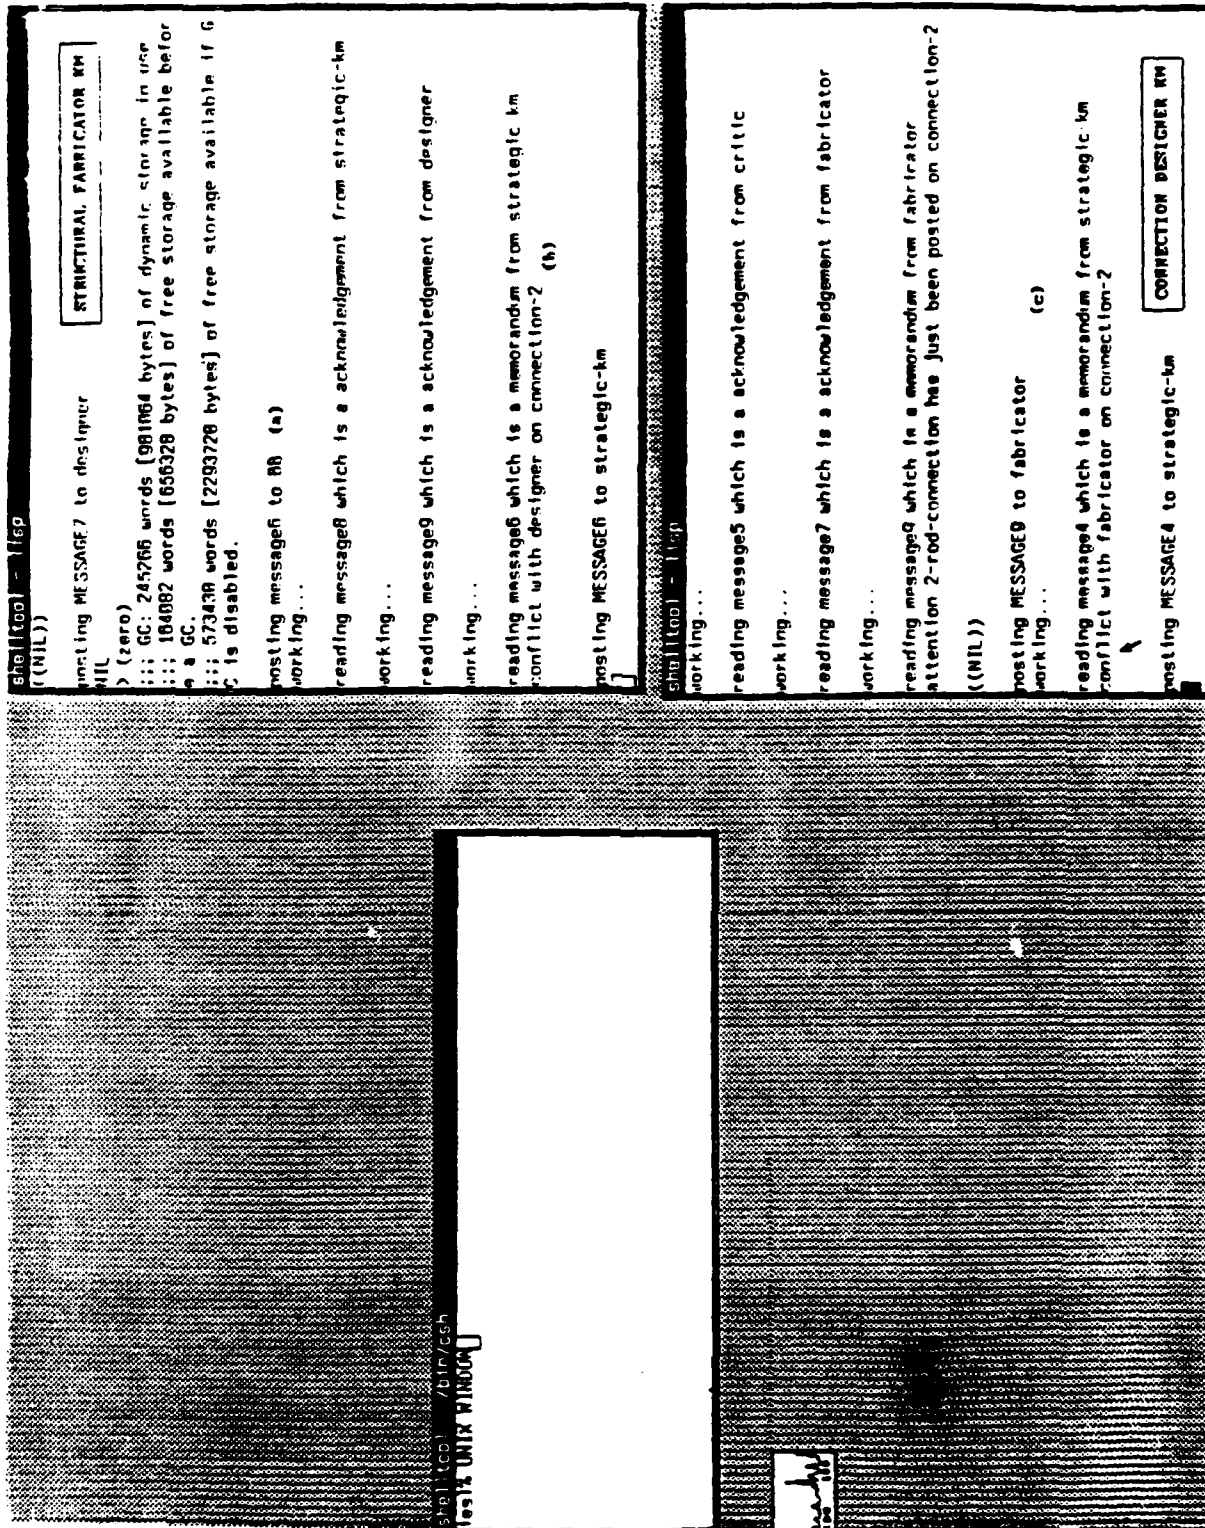 shelltool - lisp
((NIL))
posting MESSAGE7 to designer
NIL
> (zero)
STRUCTURAL FABRICATOR KM
;;; GC: 245266 words [981064 bytes] of dynamic storage in use
;;; 164082 words [656328 bytes] of free storage available befor
e a GC.
;;; 573430 words [2293720 bytes] of free storage available if G
C is disabled.
posting message6 to BB (a)
working...
reading message8 which is a acknowledgement from strategic-km
working...
reading message9 which is a acknowledgement from designer
working...
reading message6 which is a memorandum from strategic km
conflict with designer on connection-2 (b)
posting MESSAGE6 to strategic-km
shelltool - lisp
working...
reading message5 which is a acknowledgement from critic
working...
reading message7 which is a acknowledgement from fabricator
working...
reading message9 which is a memorandum from fabricator
attention 2-rod-connection has just been posted on connection-2
((NIL))
posting MESSAGE9 to fabricator
working... (c)
reading message4 which is a memorandum from strategic-km
conflict with fabricator on connection-2
posting MESSAGE4 to strategic-km
CONNECTION DESIGNER KM
shelltool /bin/csh
% UNIX WINDOW